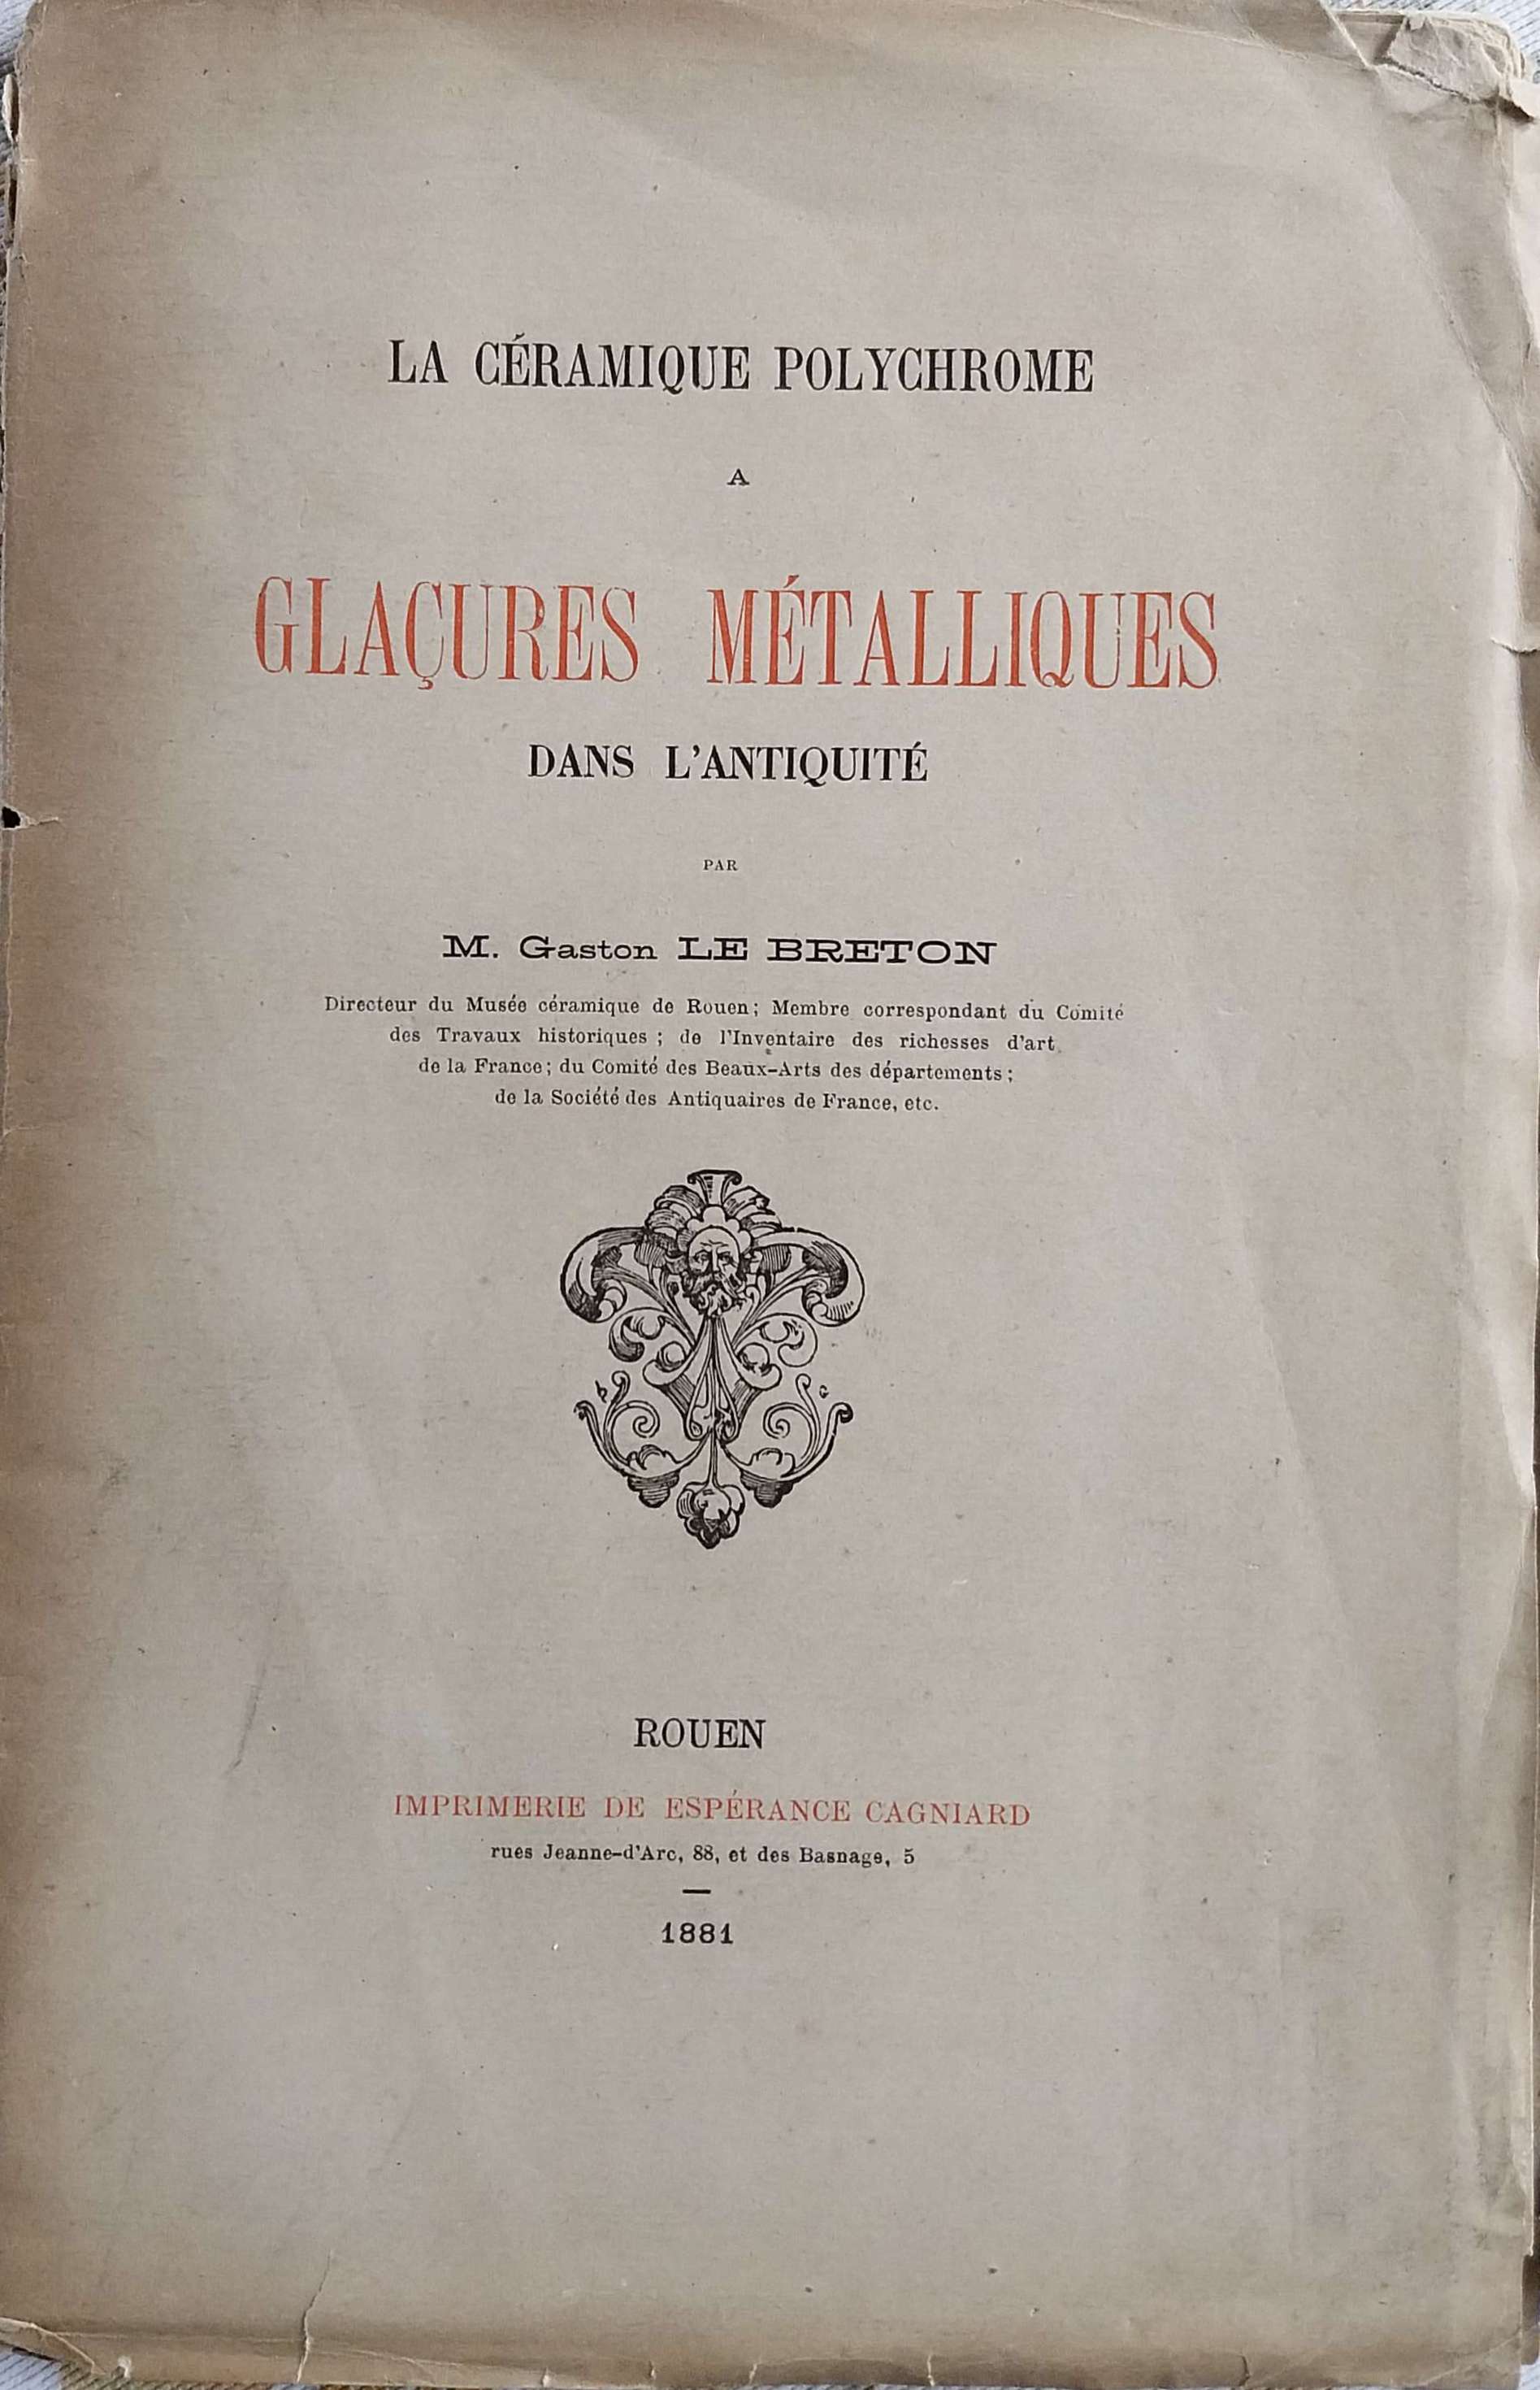 LA CÉRAMIQUE POLYCHROME
A
GLAÇURES MÉTALLIQUES
DANS L'ANTIQUITÉ
PAR
M. Gaston LE BRETON
Directeur du Musée céramique de Rouen; Membre correspondant du Comité
des Travaux historiques ; de l'Inventaire des richesses d'art
de la France; du Comité des Beaux-Arts des départements ;
de la Société des Antiquaires de France, etc.
ROUEN
IMPRIMERIE DE ESPÉRANCE CAGNIARD
rues Jeanne-d'Arc, 88, et des Basnage, 5
1881